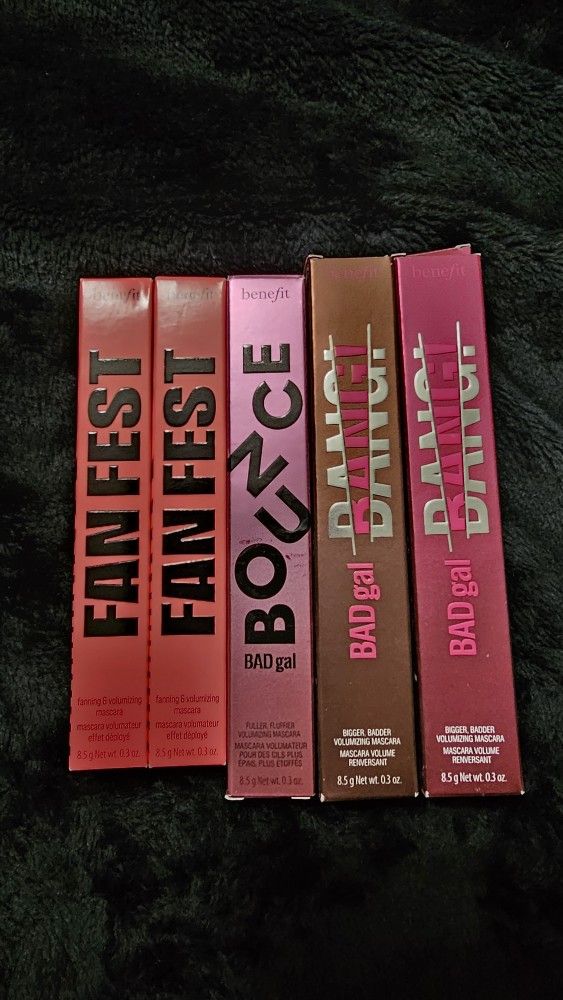 benefit
FAN FEST
fanning & volumizing
mascara
mascara volumateur
effet déployé
8.5 g Net wt. 0.3 oz.
benefit
FAN FEST
fanning & volumizing
mascara
mascara volumateur
effet déployé
8.5 g Net wt. 0.3 oz.
benefit
BOUNCE
BAD gal
FULLER, FLUFFIER
VOLUMIZING MASCARA
MASCARA VOLUMATEUR
POUR DES CILS PLUS
ÉPAIS, PLUS ÉTOFFÉS
8.5 g Net wt. 0.3 oz.
benefit
BANG!
BAD gal
BIGGER, BADDER
VOLUMIZING MASCARA
MASCARA VOLUME
RENVERSANT
8.5 g Net wt. 0.3 oz.
benefit
BANG!
BAD gal
BIGGER, BADDER
VOLUMIZING MASCARA
MASCARA VOLUME
RENVERSANT
8.5 g Net wt. 0.3 oz.